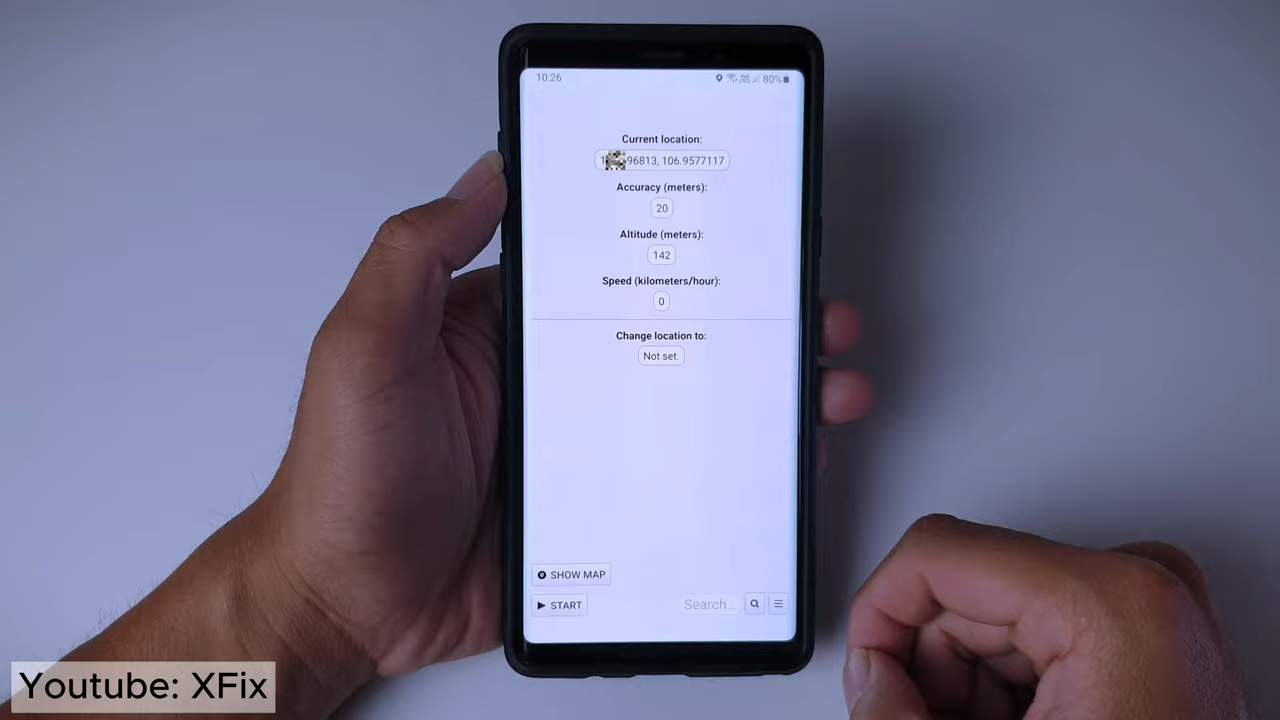 10:26
80%
Current location:
96813, 106.9577117
Accuracy (meters):
20
Altitude (meters):
142
Speed (kilometers/hour):
0
Change location to:
Not set.
SHOW MAP
START
Search...
Youtube: XFix